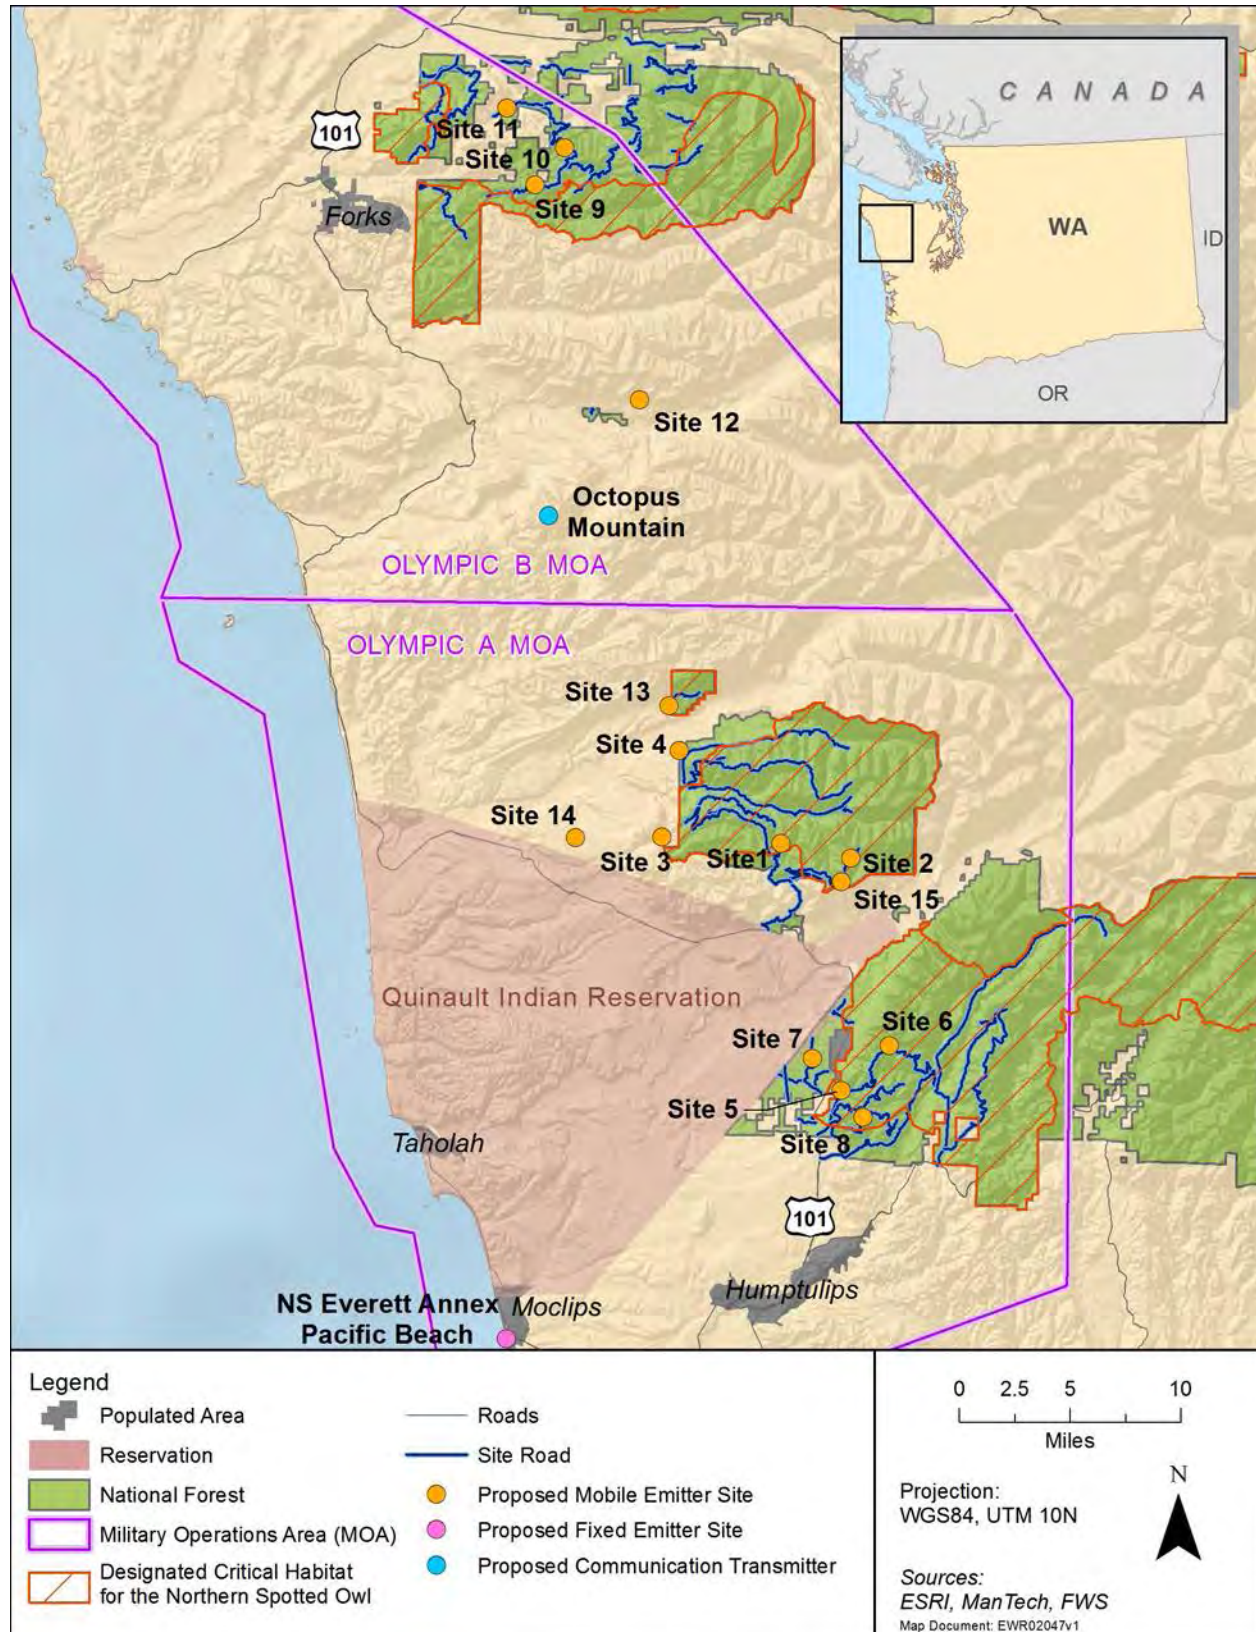 CANADA
WA
ID
OR
101
Site 11
Site 10
Site 9
Forks
Site 12
Octopus
Mountain
OLYMPIC B MOA
OLYMPIC A MOA
Site 13
Site 4
Site 14
Site 3
Site1
Site 2
Site 15
Quinault Indian Reservation
Site 6
Site 7
Site 5
Site 8
Taholah
101
Humptulips
NS Everett Annex
Pacific Beach
Moclips
Legend
Populated Area
Reservation
National Forest
Military Operations Area (MOA)
Designated Critical Habitat
for the Northern Spotted Owl
Roads
Site Road
Proposed Mobile Emitter Site
Proposed Fixed Emitter Site
Proposed Communication Transmitter
0 2.5 5 10
Miles
N
Projection:
WGS84, UTM 10N
Sources:
ESRI, ManTech, FWS
Map Document: EWR02047v1